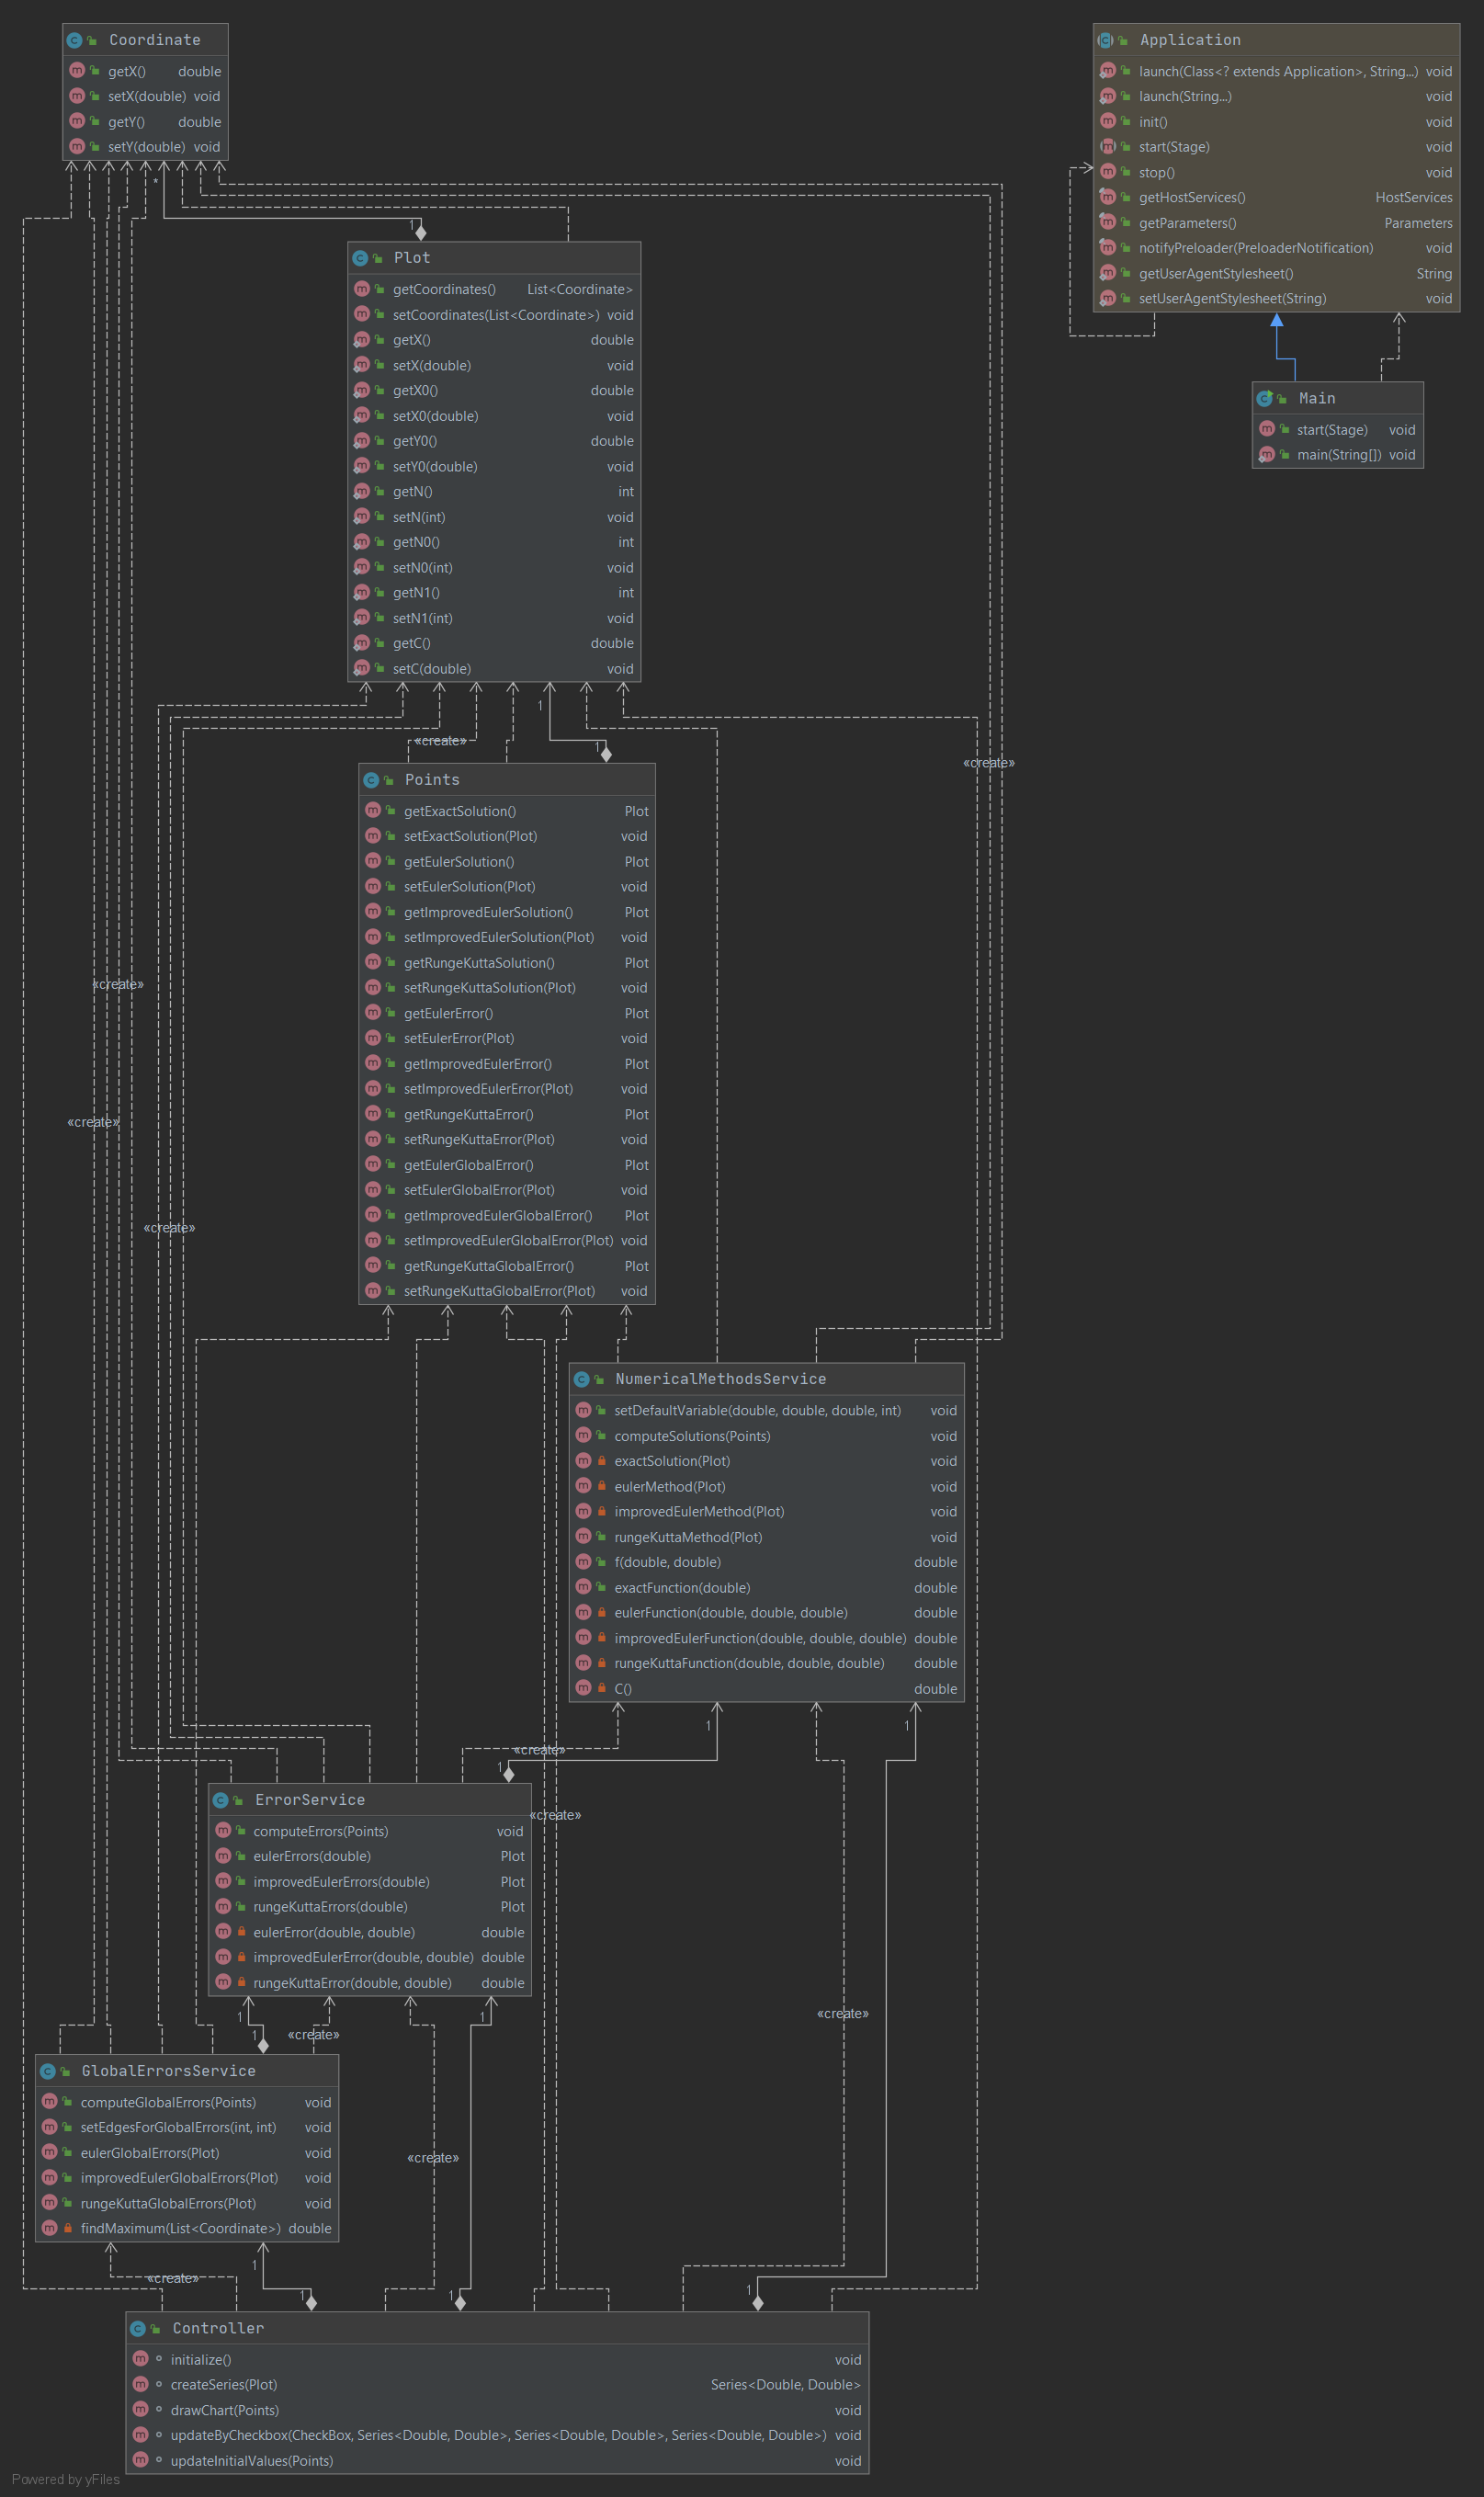 Coordinate
getX() double
setX(double) void
getY() double
setY(double) void
*
1
Application
launch(Class<? extends Application>, String...) void
launch(String...) void
init() void
start(Stage) void
stop() void
getHostServices() HostServices
getParameters() Parameters
notifyPreloader(PreloaderNotification) void
getUserAgentStylesheet() String
setUserAgentStylesheet(String) void
Main
start(Stage) void
main(String[]) void
Plot
getCoordinates() List<Coordinate>
setCoordinates(List<Coordinate>) void
getX() double
setX(double) void
getX0() double
setX0(double) void
getY0() double
setY0(double) void
getN() int
setN(int) void
getN0() int
setN0(int) void
getN1() int
setN1(int) void
getC() double
setC(double) void
1
«create»
1
«create»
Points
getExactSolution() Plot
setExactSolution(Plot) void
getEulerSolution() Plot
setEulerSolution(Plot) void
getImprovedEulerSolution() Plot
setImprovedEulerSolution(Plot) void
getRungeKuttaSolution() Plot
setRungeKuttaSolution(Plot) void
getEulerError() Plot
setEulerError(Plot) void
getImprovedEulerError() Plot
setImprovedEulerError(Plot) void
getRungeKuttaError() Plot
setRungeKuttaError(Plot) void
getEulerGlobalError() Plot
setEulerGlobalError(Plot) void
getImprovedEulerGlobalError() Plot
setImprovedEulerGlobalError(Plot) void
getRungeKuttaGlobalError() Plot
setRungeKuttaGlobalError(Plot) void
«create»
«create»
«create»
NumericalMethodsService
setDefaultVariable(double, double, double, int) void
computeSolutions(Points) void
exactSolution(Plot) void
eulerMethod(Plot) void
improvedEulerMethod(Plot) void
rungeKuttaMethod(Plot) void
f(double, double) double
exactFunction(double) double
eulerFunction(double, double, double) double
improvedEulerFunction(double, double, double) double
rungeKuttaFunction(double, double, double) double
C() double
1
1
«create»
1
«create»
ErrorService
computeErrors(Points) void
eulerErrors(double) Plot
improvedEulerErrors(double) Plot
rungeKuttaErrors(double) Plot
eulerError(double, double) double
improvedEulerError(double, double) double
rungeKuttaError(double, double) double
1
1
1
«create»
«create»
GlobalErrorsService
computeGlobalErrors(Points) void
setEdgesForGlobalErrors(int, int) void
eulerGlobalErrors(Plot) void
improvedEulerGlobalErrors(Plot) void
rungeKuttaGlobalErrors(Plot) void
findMaximum(List<Coordinate>) double
«create»
1
«create»
1
1
1
Controller
initialize() void
createSeries(Plot) Series<Double, Double>
drawChart(Points) void
updateByCheckbox(CheckBox, Series<Double, Double>, Series<Double, Double>, Series<Double, Double>) void
updateInitialValues(Points) void
Powered by yFiles